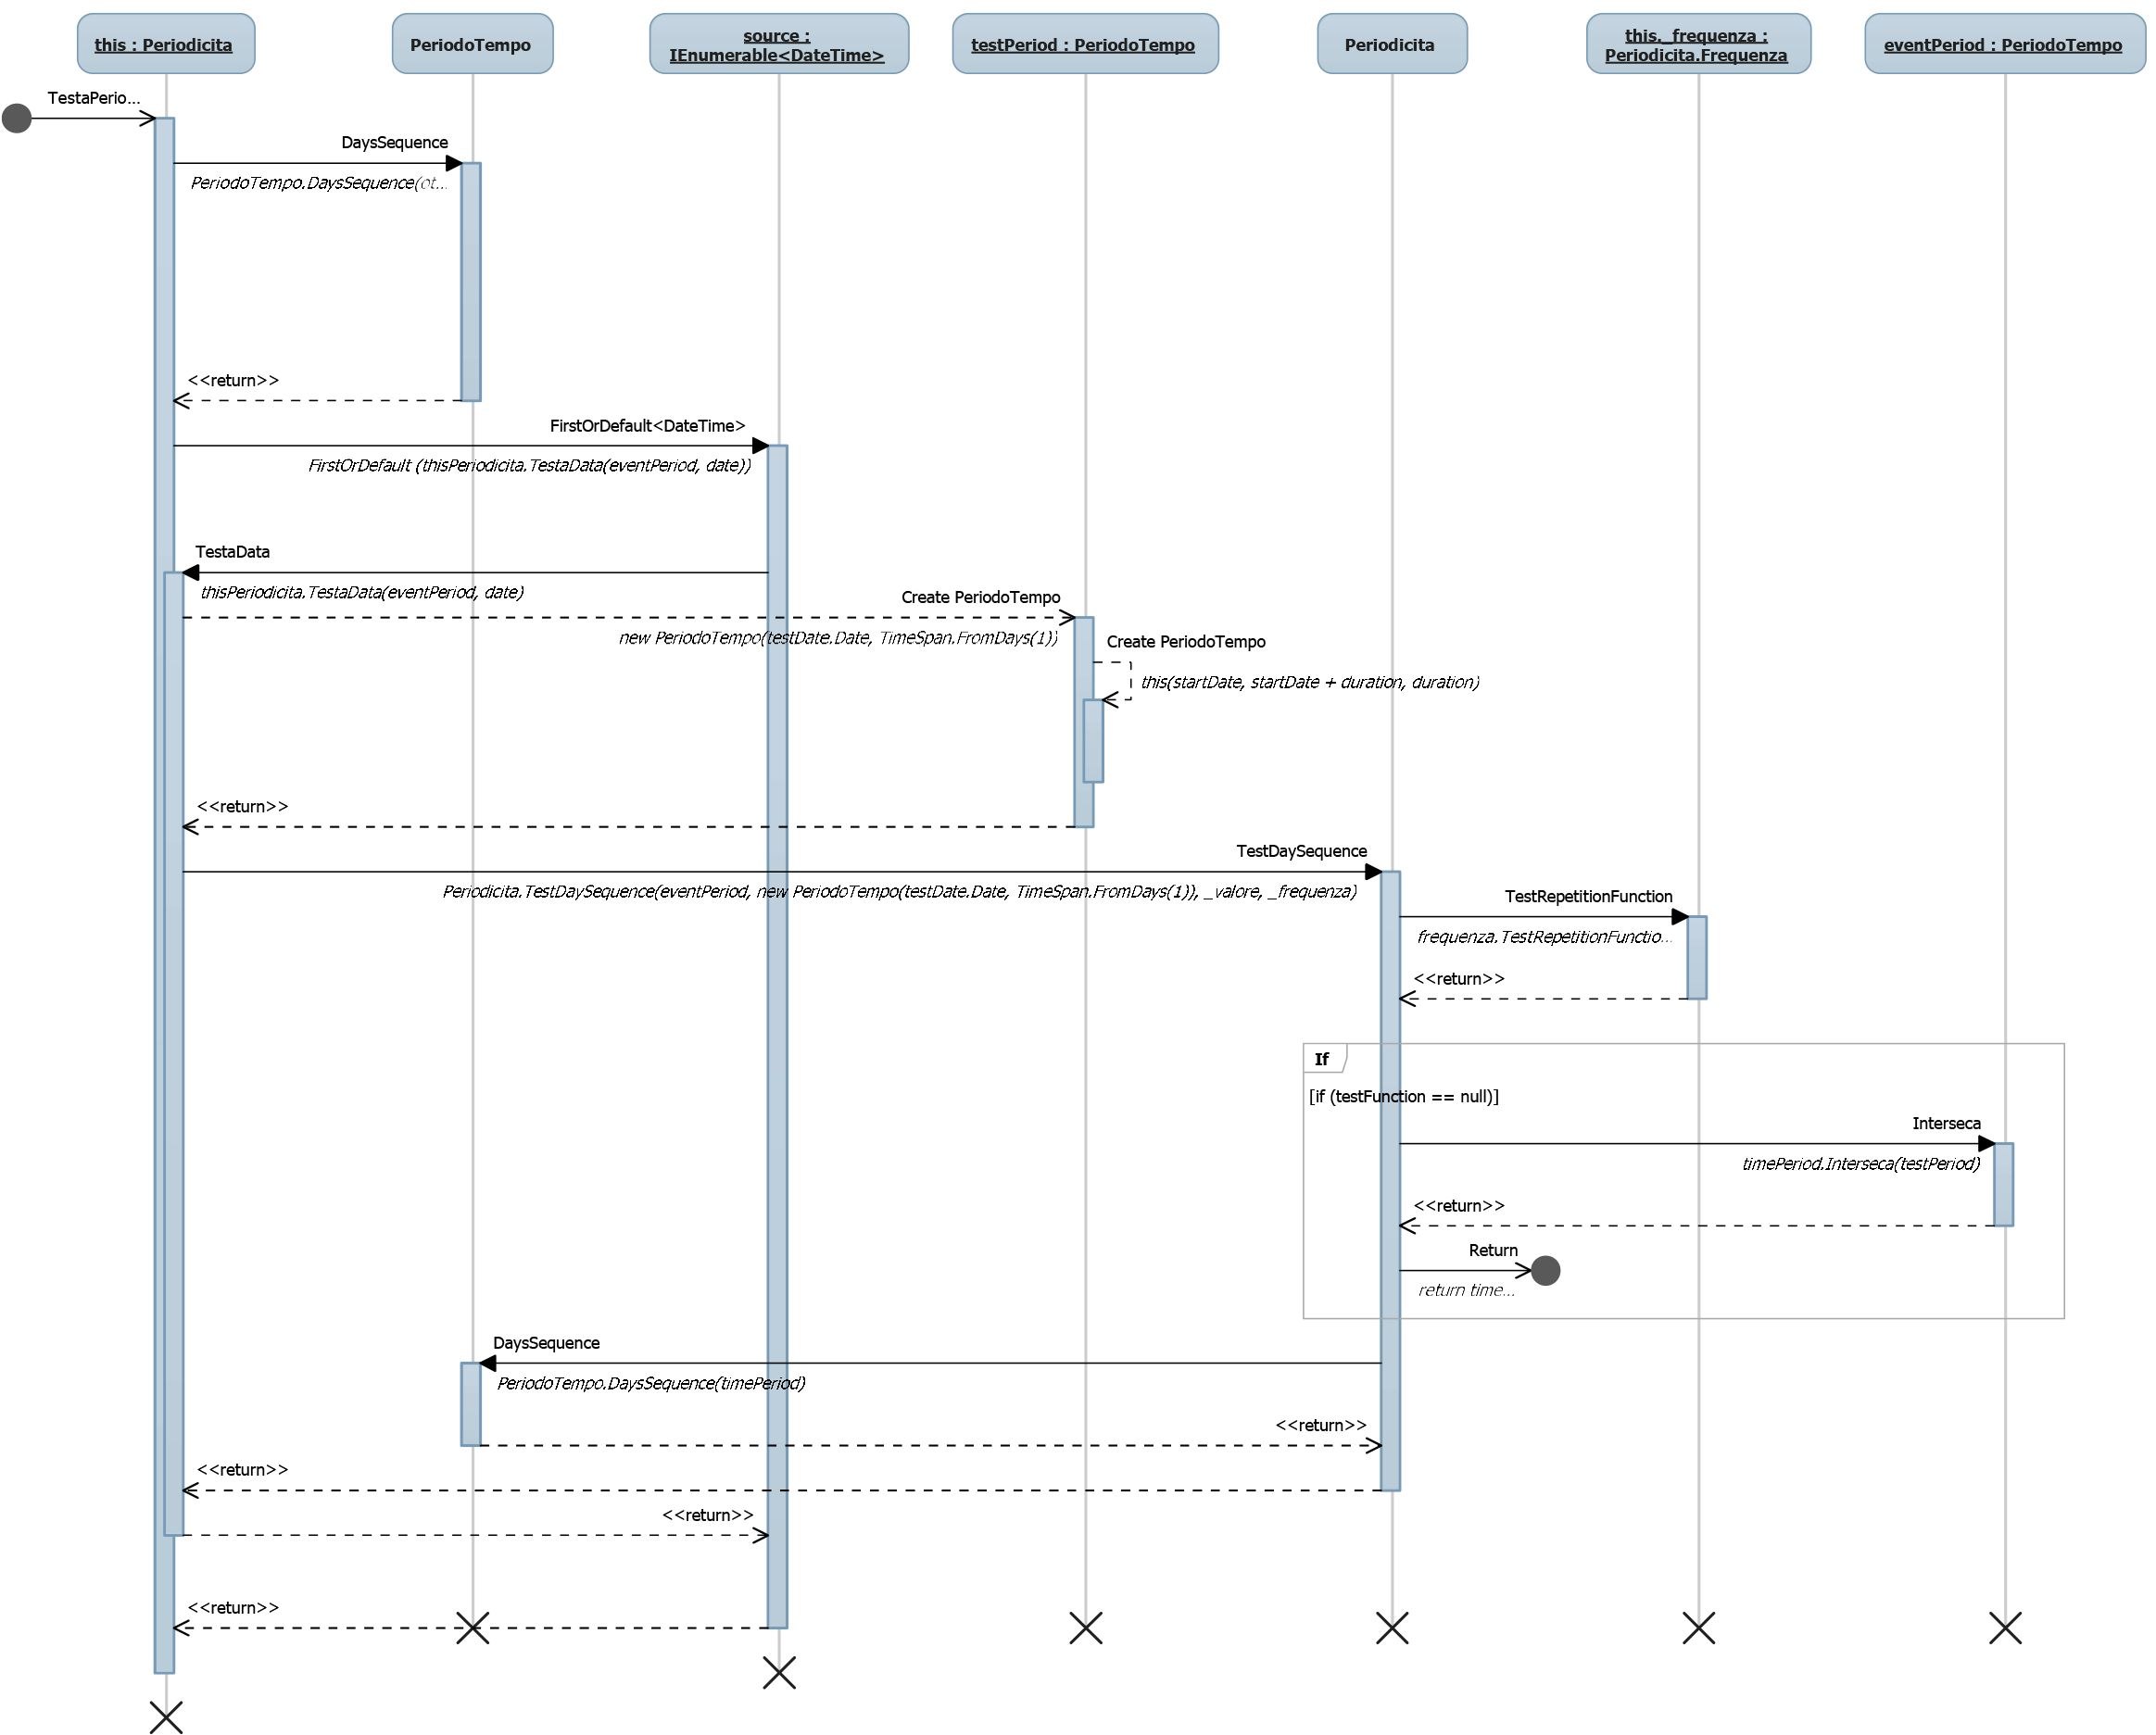 this : Periodicita
PeriodoTempo
source :
IEnumerable<DateTime>
testPeriod : PeriodoTempo
Periodicita
this._frequenza :
Periodicita.Frequenza
eventPeriod : PeriodoTempo
TestaPerio...
DaysSequence
PeriodoTempo.DaysSequence(ot...
<<return>>
FirstOrDefault<DateTime>
FirstOrDefault (thisPeriodicita.TestaData(eventPeriod, date))
TestaData
thisPeriodicita.TestaData(eventPeriod, date)
Create PeriodoTempo
new PeriodoTempo(testDate.Date, TimeSpan.FromDays(1))
Create PeriodoTempo
this(startDate, startDate + duration, duration)
<<return>>
TestDaySequence
Periodicita.TestDaySequence(eventPeriod, new PeriodoTempo(testDate.Date, TimeSpan.FromDays(1)), _valore, _frequenza)
TestRepetitionFunction
frequenza.TestRepetitionFunctio...
<<return>>
If
[if (testFunction == null)]
Interseca
timePeriod.Interseca(testPeriod)
<<return>>
Return
return time...
DaysSequence
PeriodoTempo.DaysSequence(timePeriod)
<<return>>
<<return>>
<<return>>
<<return>>